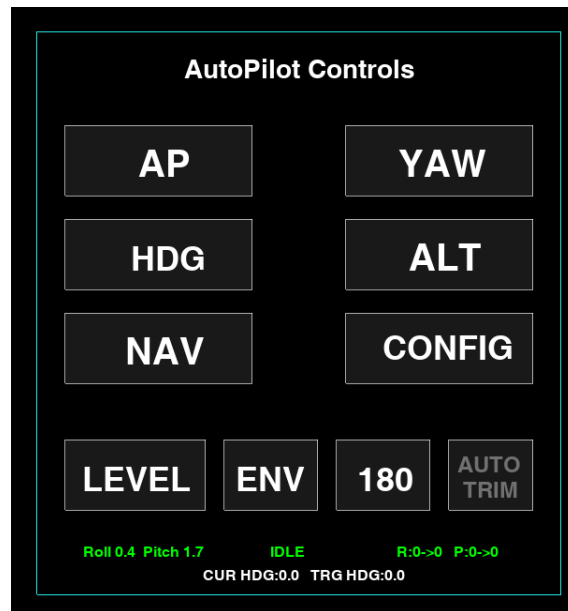 AutoPilot Controls
AP YAW
HDG ALT
NAV CONFIG
LEVEL ENV 180 AUTO
TRIM
Roll 0.4 Pitch 1.7 IDLE R:0->0 P:0->0
CUR HDG:0.0 TRG HDG:0.0